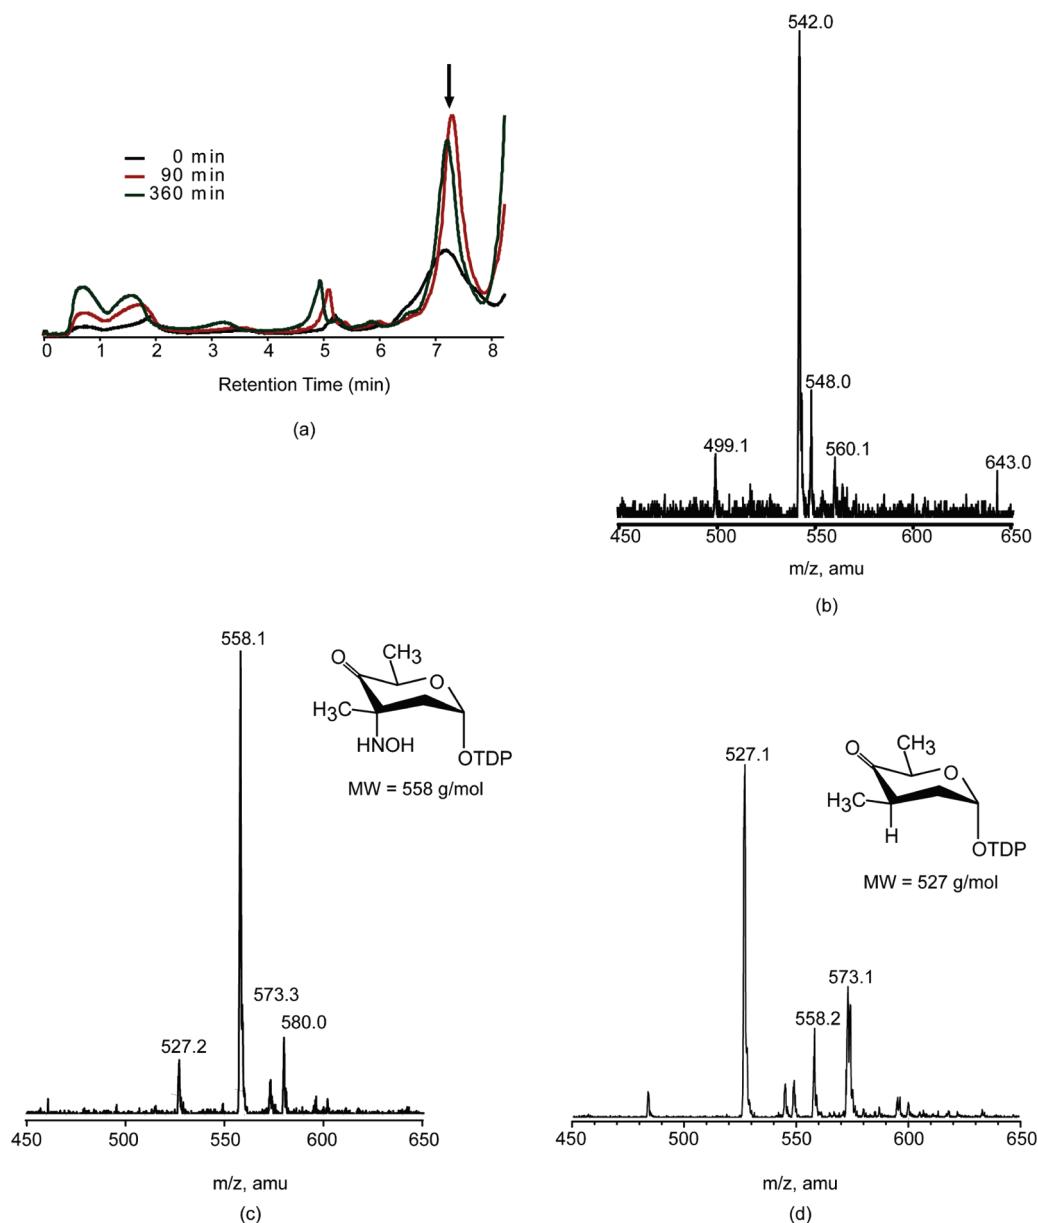 0 min
90 min
360 min
0 1 2 3 4 5 6 7 8
Retention Time (min)
(a)
542.0
548.0
499.1
560.1
643.0
450 500 550 600 650
m/z, amu
(b)
558.1
573.3
580.0
527.2
O
CH3
O
H3C
HNOH
OTDP
MW = 558 g/mol
450 500 550 600 650
m/z, amu
(c)
527.1
573.1
558.2
O
CH3
O
H3C
H
OTDP
MW = 527 g/mol
450 500 550 600 650
m/z, amu
(d)